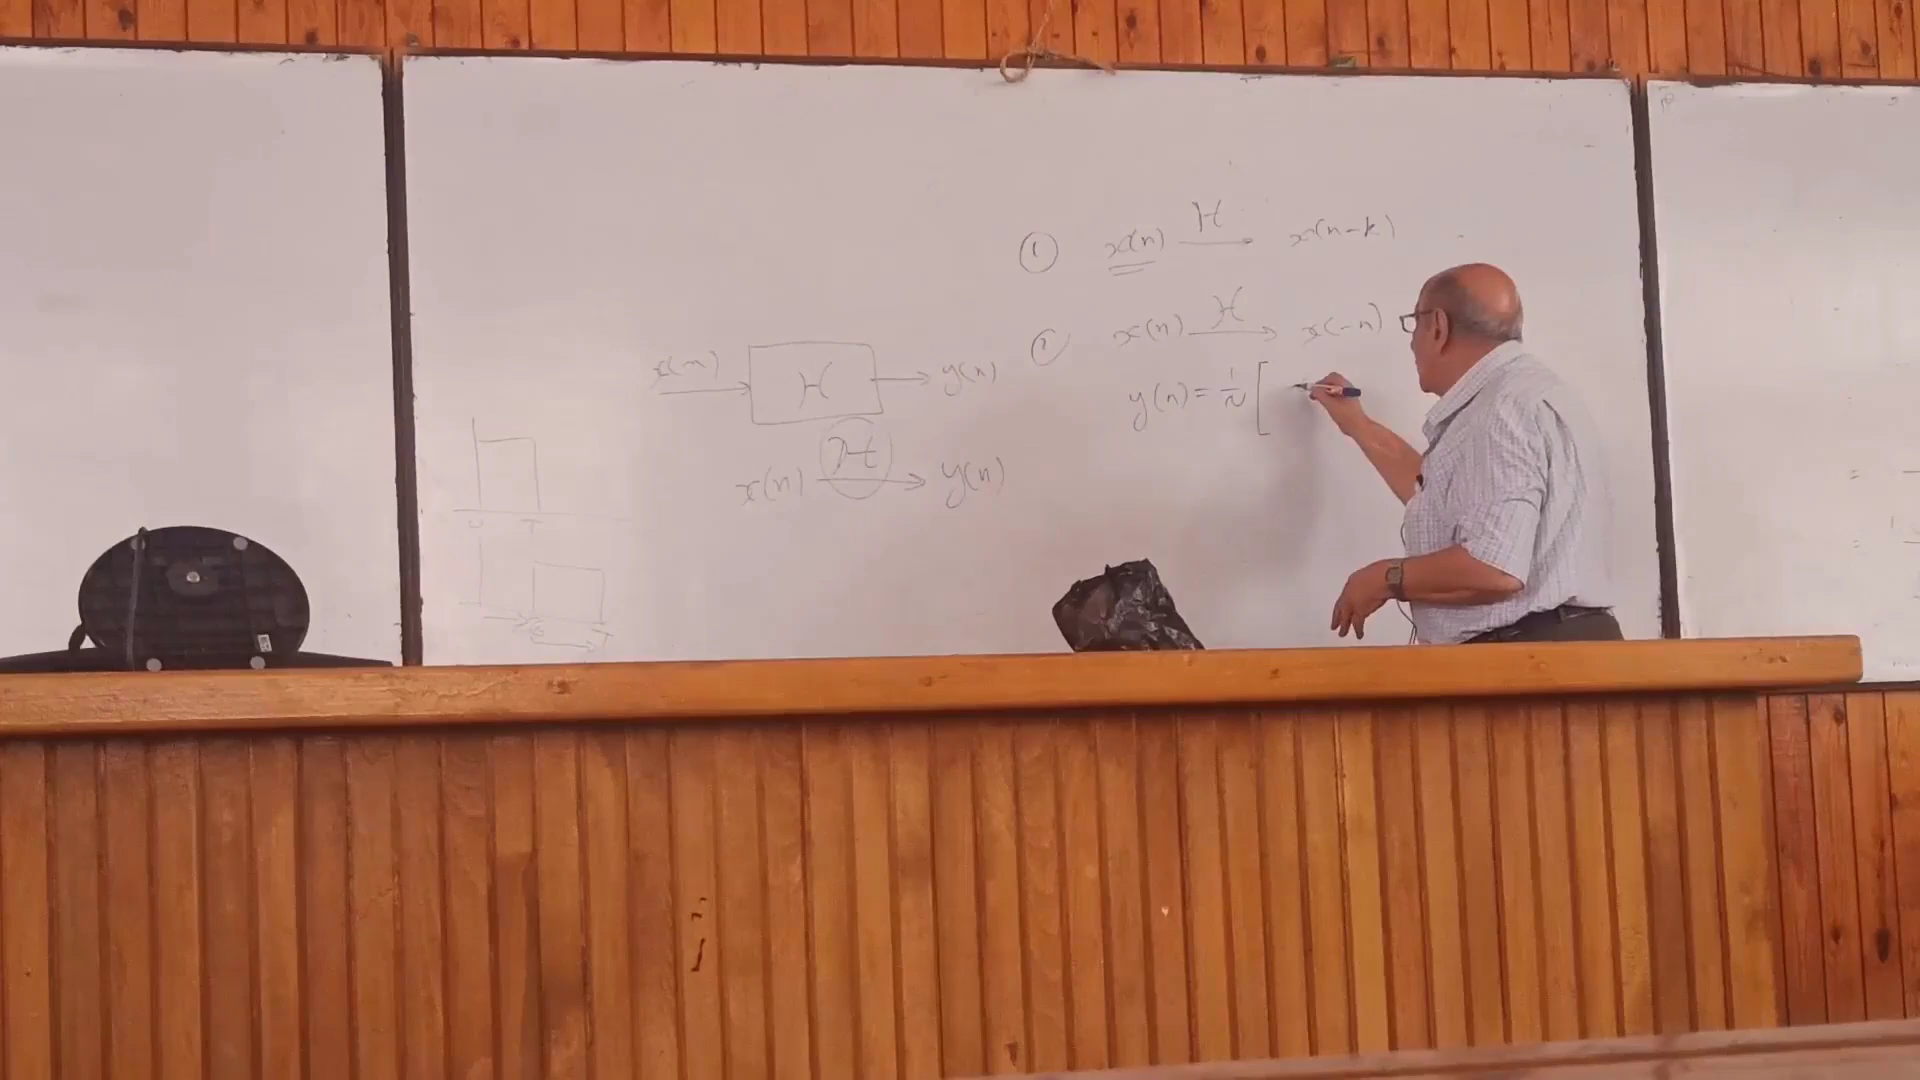 ① x(n) H→ x(n-k)
② x(n) H→ x(-n)
y(n) = 1/N [
x(n) → H → y(n)
x(n) H→ y(n)